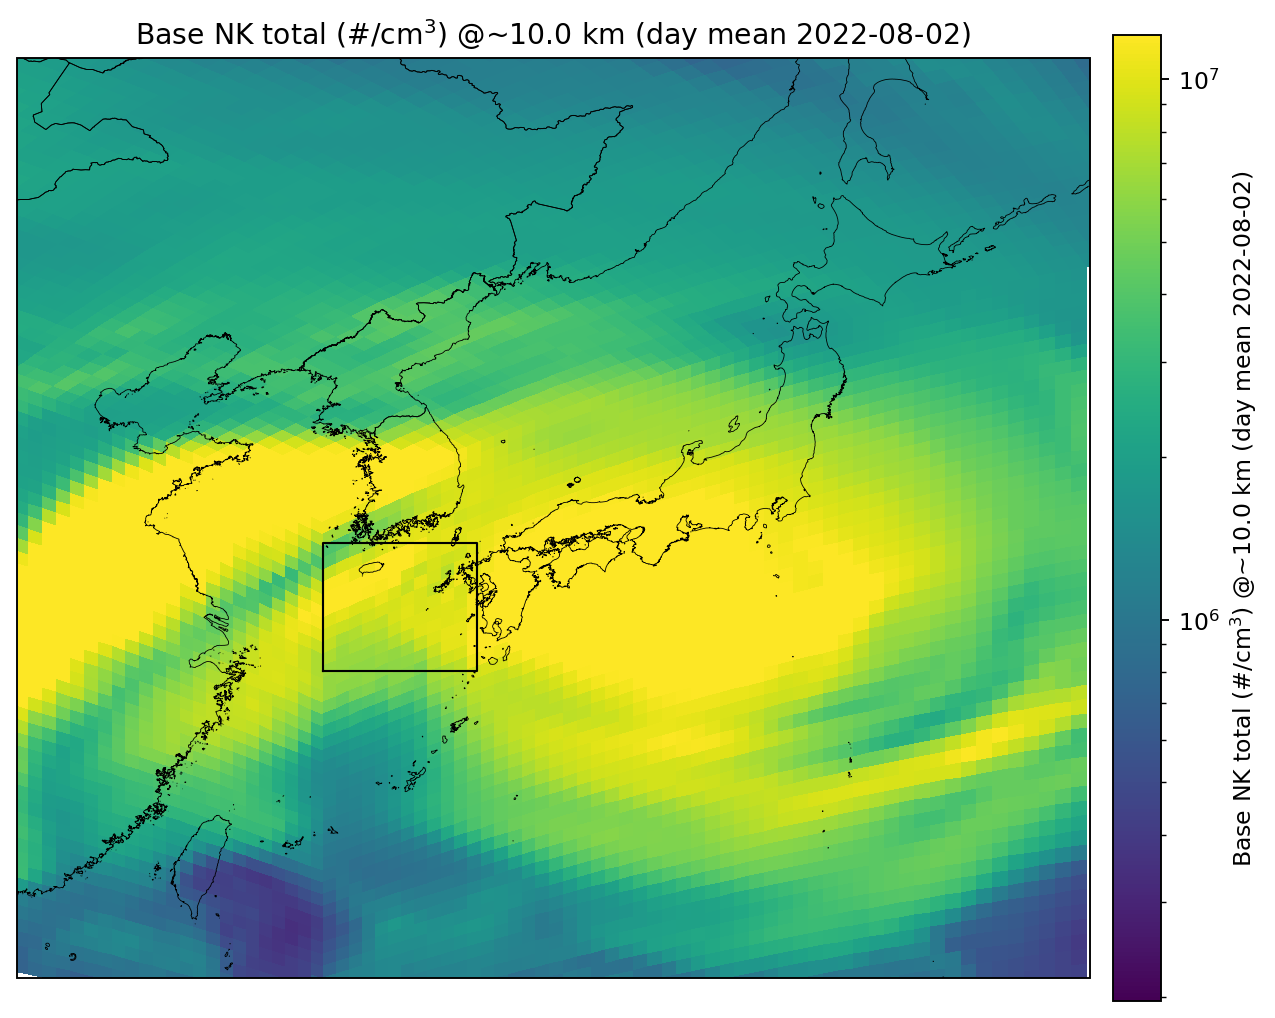 Base NK total (#/cm³) @~10.0 km (day mean 2022-08-02)
10⁷
10⁶
Base NK total (#/cm³) @~10.0 km (day mean 2022-08-02)